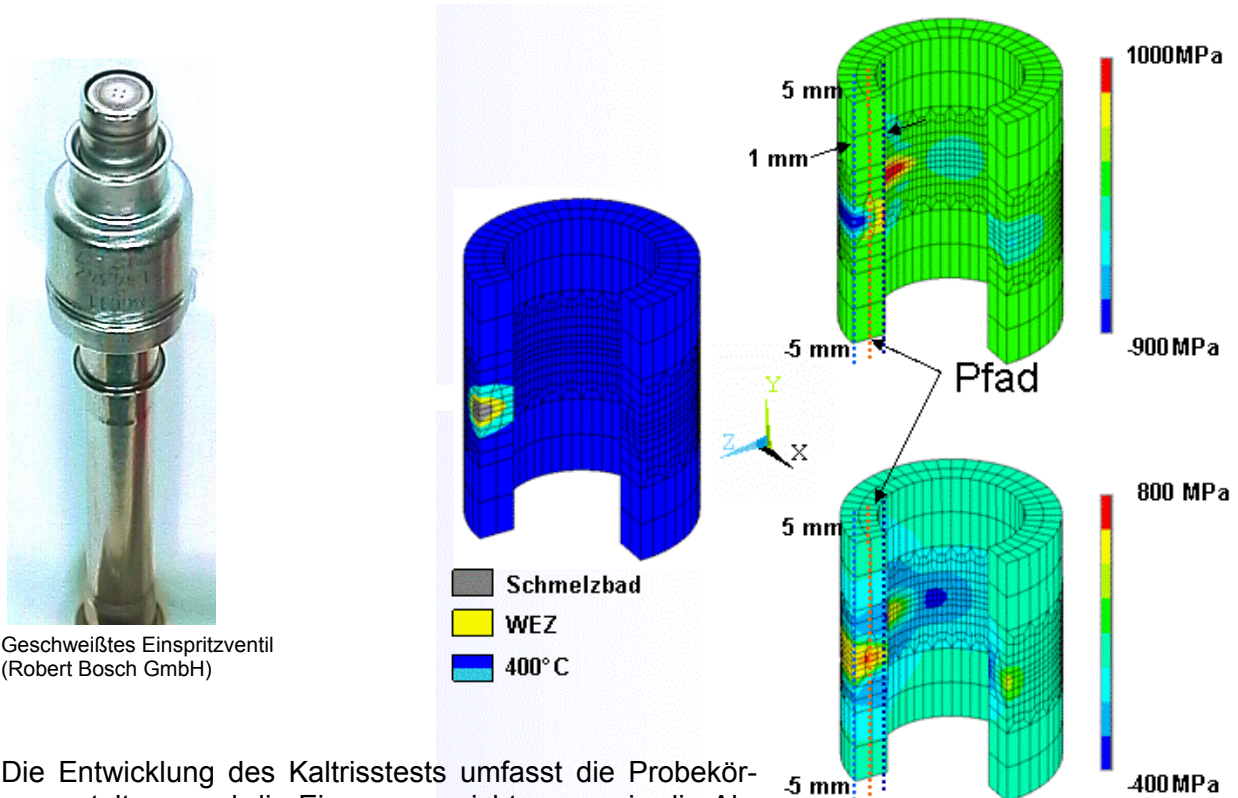 1000MPa
5 mm
1 mm
-5 mm
-900MPa
Pfad
Y
Z
X
Schmelzbad
WEZ
400°C
Geschweißtes Einspritzventil
(Robert Bosch GmbH)
800 MPa
5 mm
-5 mm
-400MPa
Die Entwicklung des Kaltrisstests umfasst die Probekör-